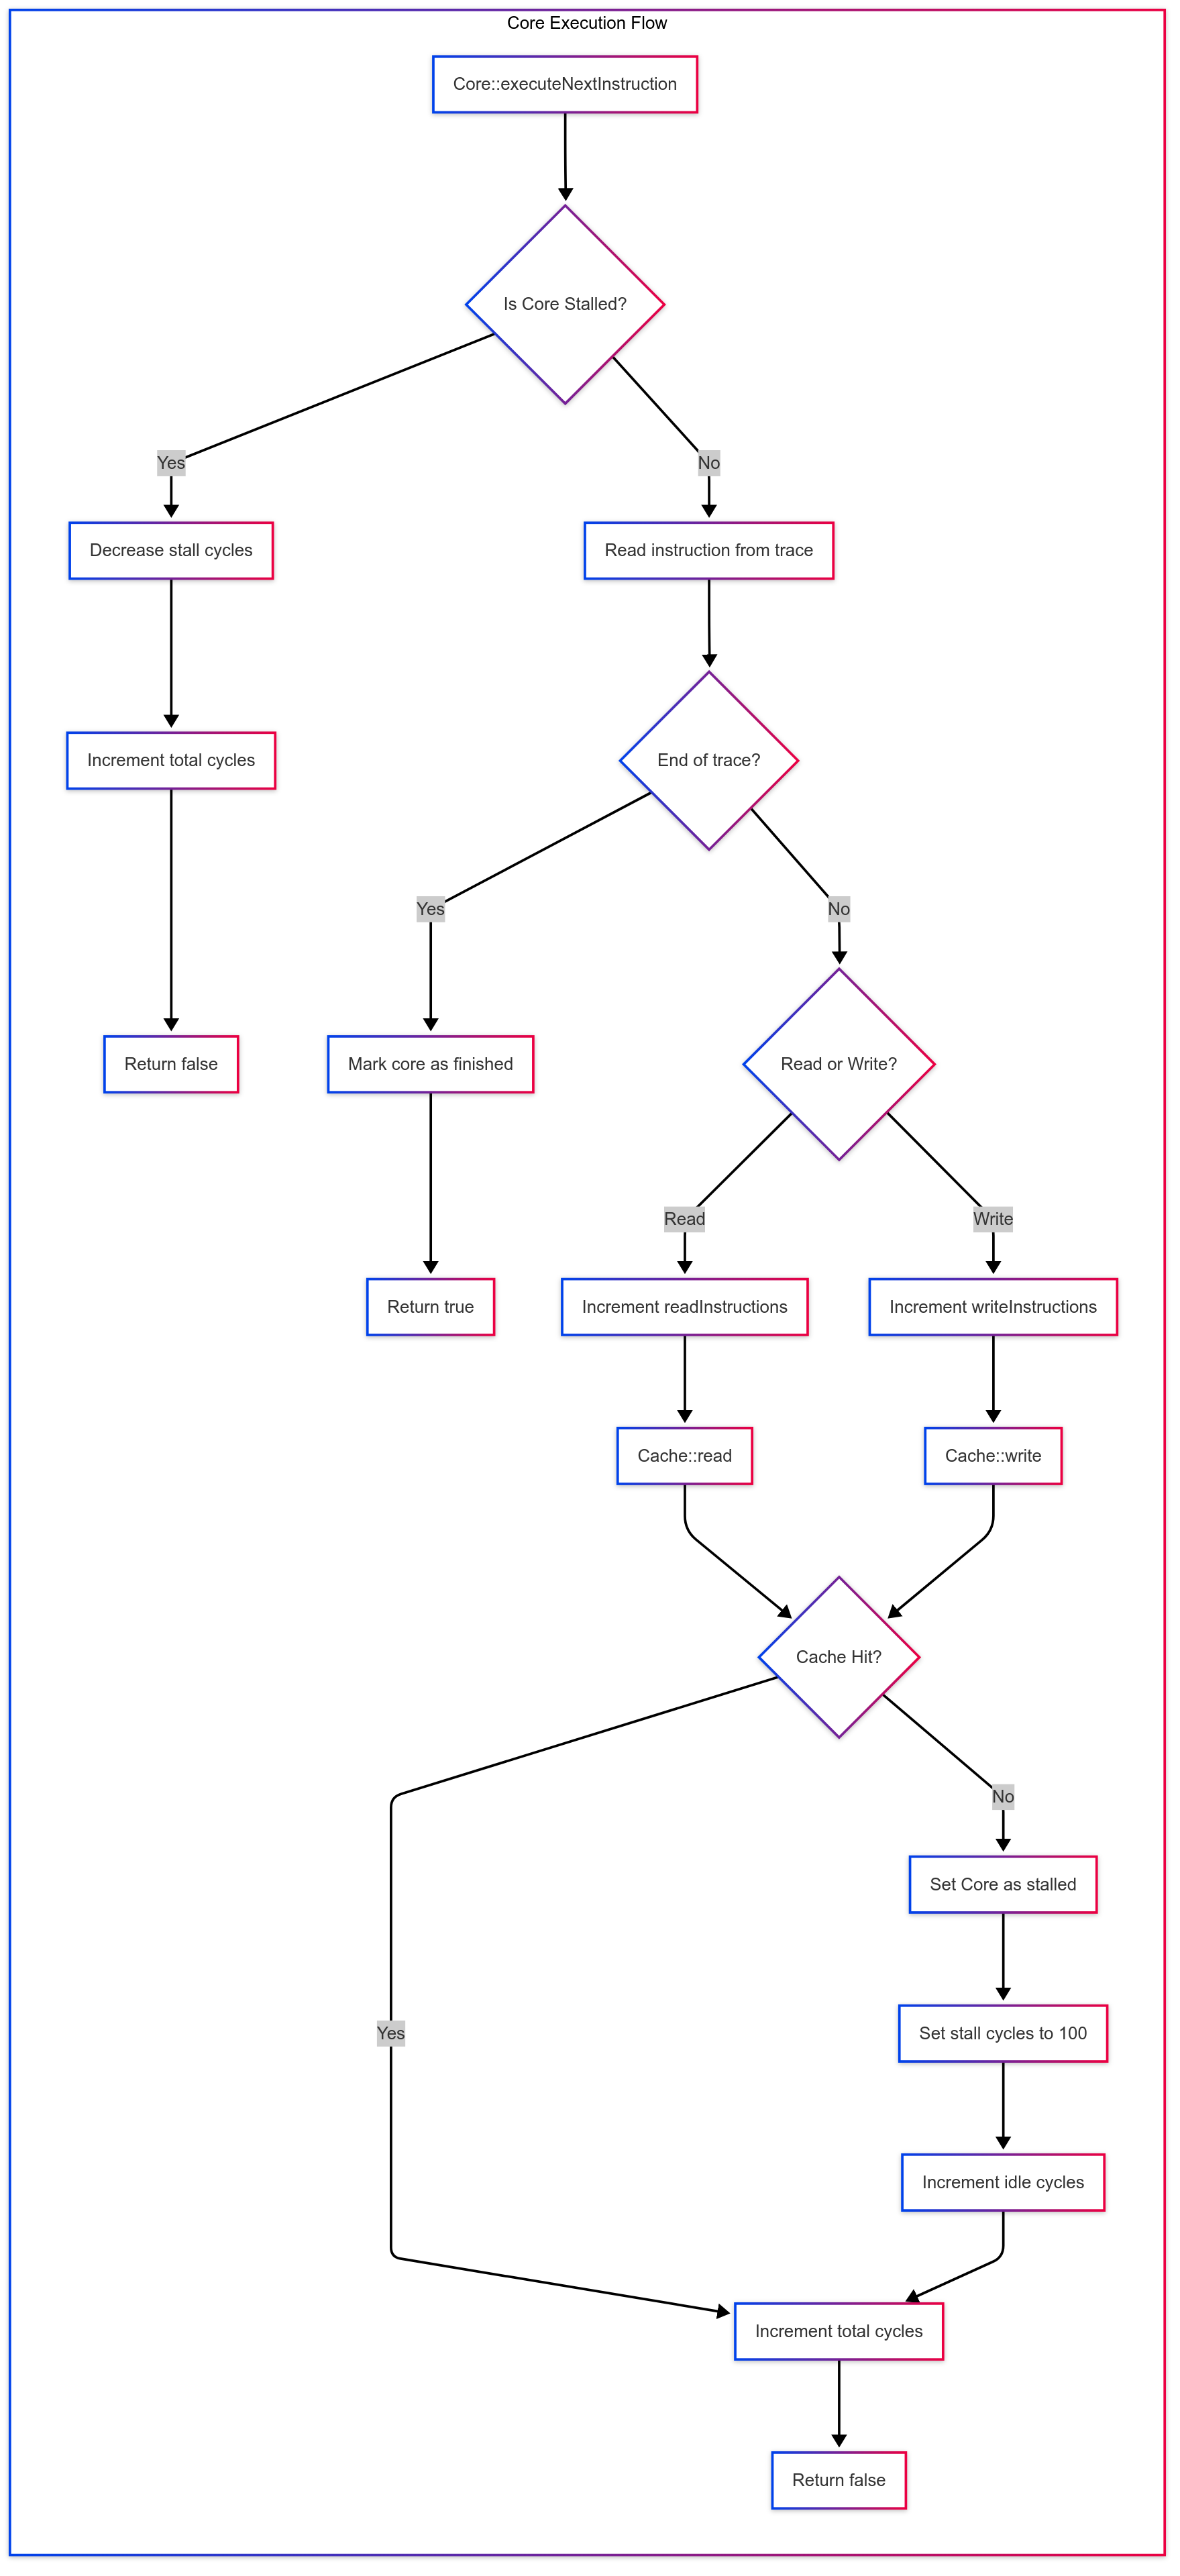 Core Execution Flow
Core::executeNextInstruction
Is Core Stalled?
Yes
No
Decrease stall cycles
Read instruction from trace
Increment total cycles
End of trace?
Yes
No
Return false
Mark core as finished
Read or Write?
Read
Write
Return true
Increment readInstructions
Increment writeInstructions
Cache::read
Cache::write
Cache Hit?
No
Set Core as stalled
Yes
Set stall cycles to 100
Increment idle cycles
Increment total cycles
Return false